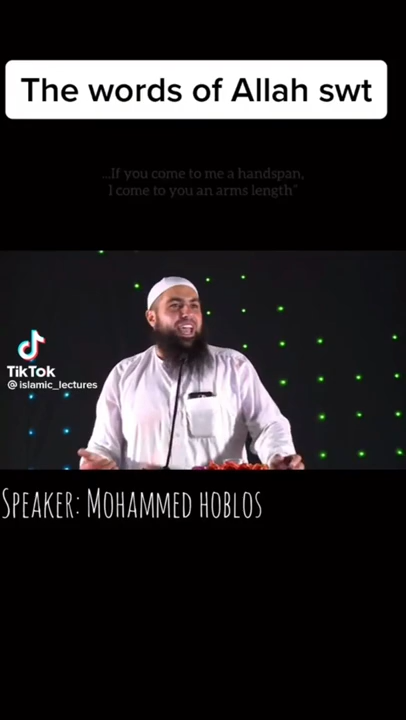 The words of Allah swt
...If you come to me a handspan,
I come to you an arms length"
TikTok
@islamic_lectures
SPEAKER: MOHAMMED HOBLOS